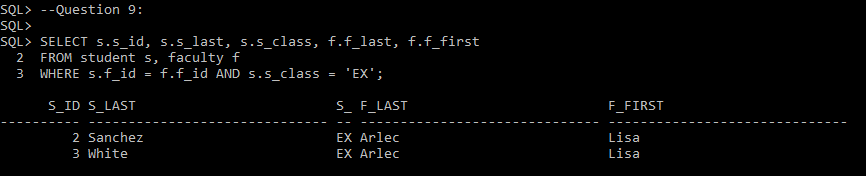 SQL> --Question 9:
SQL>
SQL> SELECT s.s_id, s.s_last, s.s_class, f.f_last, f.f_first
  2  FROM student s, faculty f
  3  WHERE s.f_id = f.f_id AND s.s_class = 'EX';

      S_ID S_LAST                         S_ F_LAST                         F_FIRST
---------- ------------------------------ -- ------------------------------ ------------------------------
         2 Sanchez                        EX Arlec                          Lisa
         3 White                          EX Arlec                          Lisa